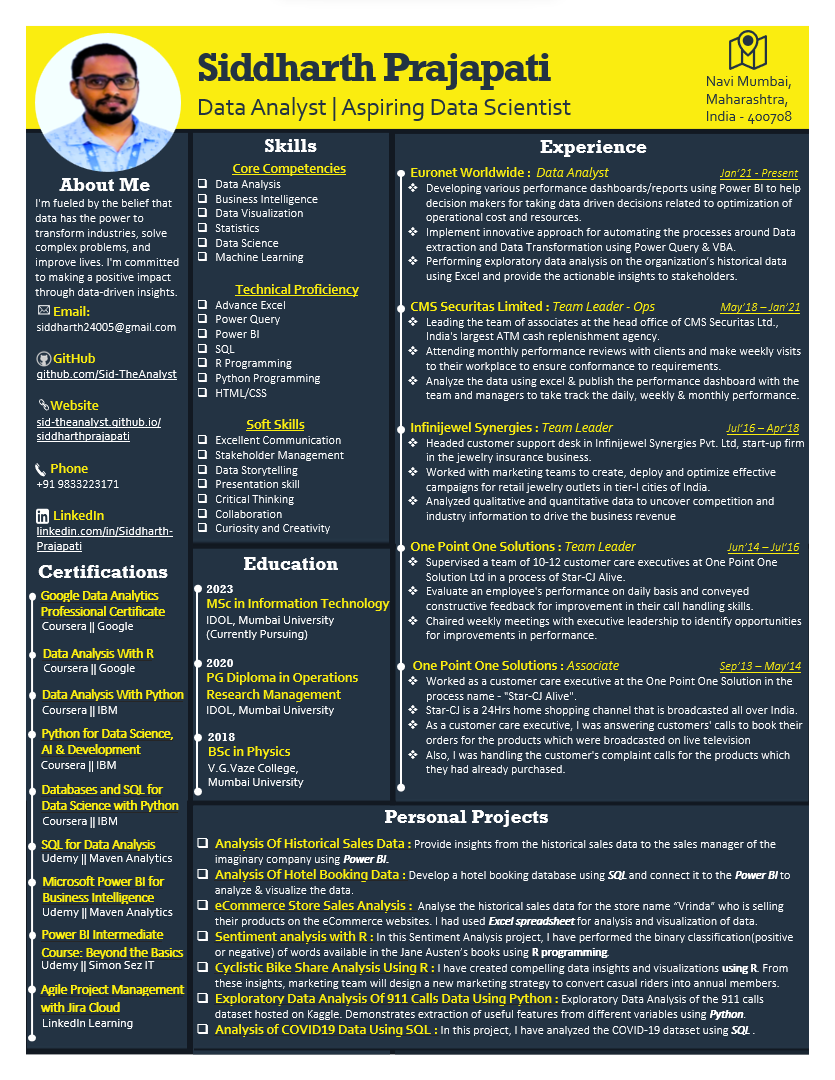 Siddharth Prajapati
Data Analyst | Aspiring Data Scientist
Navi Mumbai,
Maharashtra,
India - 400708
About Me
I'm fueled by the belief that
data has the power to
transform industries, solve
complex problems, and
improve lives. I'm committed
to making a positive impact
through data-driven insights.
Email:
siddharth24005@gmail.com
GitHub
github.com/Sid-TheAnalyst
Website
sid-theanalyst.github.io/
siddharthprajapati
Phone
+91 9833223171
LinkedIn
linkedin.com/in/Siddharth-
Prajapati
Certifications
Google Data Analytics
Professional Certificate
Coursera || Google
Data Analysis With R
Coursera || Google
Data Analysis With Python
Coursera || IBM
Python for Data Science,
AI & Development
Coursera || IBM
Databases and SQL for
Data Science with Python
Coursera || IBM
SQL for Data Analysis
Udemy || Maven Analytics
Microsoft Power BI for
Business Intelligence
Udemy || Maven Analytics
Power BI Intermediate
Course: Beyond the Basics
Udemy || Simon Sez IT
Agile Project Management
with Jira Cloud
LinkedIn Learning
Skills
Core Competencies
Data Analysis
Business Intelligence
Data Visualization
Statistics
Data Science
Machine Learning
Technical Proficiency
Advance Excel
Power Query
Power BI
SQL
R Programming
Python Programming
HTML/CSS
Soft Skills
Excellent Communication
Stakeholder Management
Data Storytelling
Presentation skill
Critical Thinking
Collaboration
Curiosity and Creativity
Education
2023
MSc in Information Technology
IDOL, Mumbai University
(Currently Pursuing)
2020
PG Diploma in Operations
Research Management
IDOL, Mumbai University
2018
BSc in Physics
V.G.Vaze College,
Mumbai University
Experience
Euronet Worldwide : Data Analyst Jan'21 - Present
Developing various performance dashboards/reports using Power BI to help
decision makers for taking data driven decisions related to optimization of
operational cost and resources.
Implement innovative approach for automating the processes around Data
extraction and Data Transformation using Power Query & VBA.
Performing exploratory data analysis on the organization's historical data
using Excel and provide the actionable insights to stakeholders.
CMS Securitas Limited : Team Leader - Ops May'18 – Jan'21
Leading the team of associates at the head office of CMS Securitas Ltd.,
India's largest ATM cash replenishment agency.
Attending monthly performance reviews with clients and make weekly visits
to their workplace to ensure conformance to requirements.
Analyze the data using excel & publish the performance dashboard with the
team and managers to take track the daily, weekly & monthly performance.
Infinijewel Synergies : Team Leader Jul'16 – Apr'18
Headed customer support desk in Infinijewel Synergies Pvt. Ltd, start-up firm
in the jewelry insurance business.
Worked with marketing teams to create, deploy and optimize effective
campaigns for retail jewelry outlets in tier-I cities of India.
Analyzed qualitative and quantitative data to uncover competition and
industry information to drive the business revenue
One Point One Solutions : Team Leader Jun'14 – Jul'16
Supervised a team of 10-12 customer care executives at One Point One
Solution Ltd in a process of Star-CJ Alive.
Evaluate an employee's performance on daily basis and conveyed
constructive feedback for improvement in their call handling skills.
Chaired weekly meetings with executive leadership to identify opportunities
for improvements in performance.
One Point One Solutions : Associate Sep'13 – May'14
Worked as a customer care executive at the One Point One Solution in the
process name - "Star-CJ Alive".
Star-CJ is a 24Hrs home shopping channel that is broadcasted all over India.
As a customer care executive, I was answering customers' calls to book their
orders for the products which were broadcasted on live television
Also, I was handling the customer's complaint calls for the products which
they had already purchased.
Personal Projects
Analysis Of Historical Sales Data : Provide insights from the historical sales data to the sales manager of the
imaginary company using Power BI.
Analysis Of Hotel Booking Data : Develop a hotel booking database using SQL and connect it to the Power BI to
analyze & visualize the data.
eCommerce Store Sales Analysis : Analyse the historical sales data for the store name “Vrinda” who is selling
their products on the eCommerce websites. I had used Excel spreadsheet for analysis and visualization of data.
Sentiment analysis with R : In this Sentiment Analysis project, I have performed the binary classification(positive
or negative) of words available in the Jane Austen's books using R programming.
Cyclistic Bike Share Analysis Using R : I have created compelling data insights and visualizations using R. From
these insights, marketing team will design a new marketing strategy to convert casual riders into annual members.
Exploratory Data Analysis Of 911 Calls Data Using Python : Exploratory Data Analysis of the 911 calls
dataset hosted on Kaggle. Demonstrates extraction of useful features from different variables using Python.
Analysis of COVID19 Data Using SQL : In this project, I have analyzed the COVID-19 dataset using SQL .